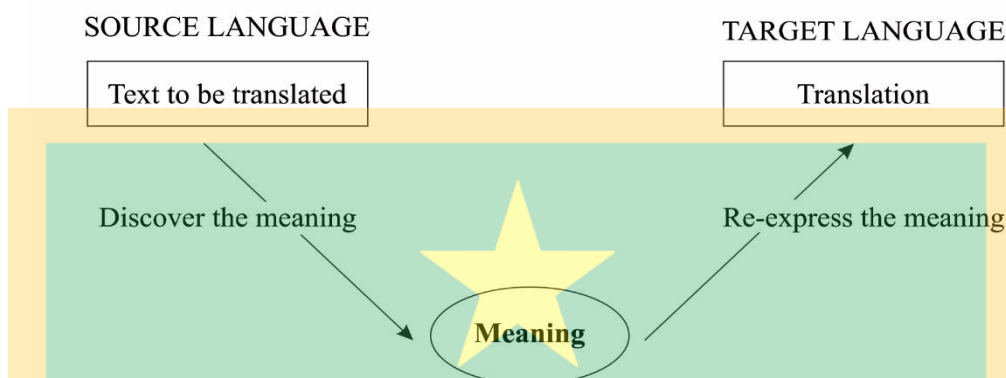 SOURCE LANGUAGE
TARGET LANGUAGE
Text to be translated
Translation
Discover the meaning
Re-express the meaning
Meaning